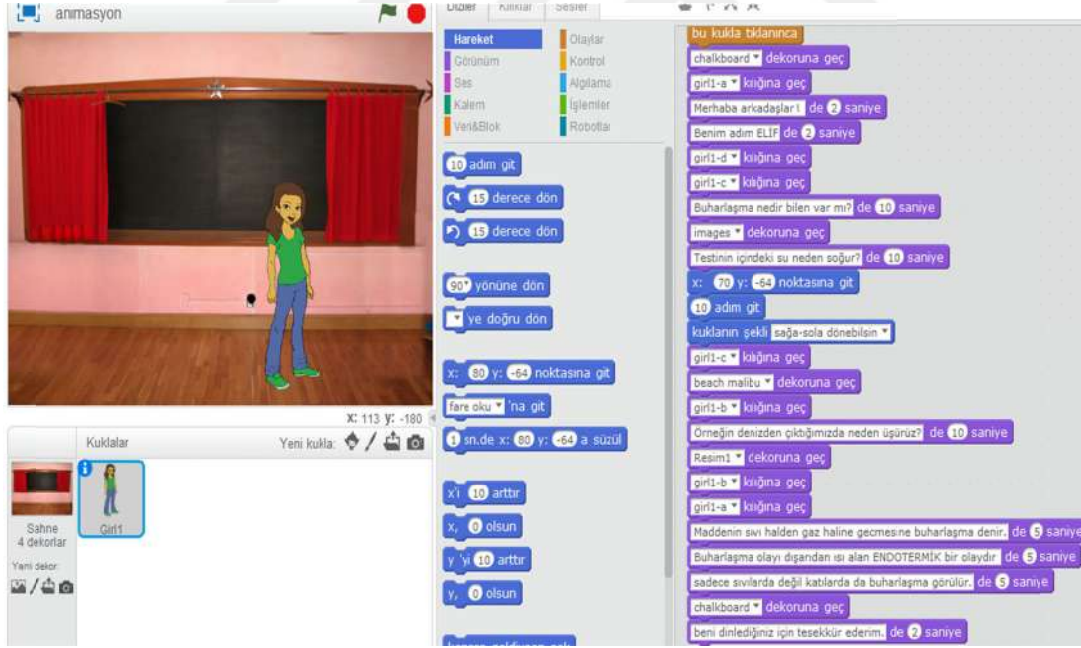 animasyon
X: 113 y: -180
Kuklalar
Yeni kukla:
Sahne
4 dekorlar
Yeni dekor:
Girl1
Diziler Kılıklar Sesler
Hareket
Görünüm
Ses
Kalem
Veri&Blok
Olaylar
Kontrol
Algılama
İşlemler
Robotlar
10 adım git
15 derece dön
15 derece dön
90 yönüne dön
'ye doğru dön
x: 80 y: -64 noktasına git
fare oku 'na git
1 sn.de x: 80 y: -64 a süzül
x'i 10 arttır
x, 0 olsun
y 'yi 10 arttır
y, 0 olsun
bu kukla tıklanınca
chalkboard dekoruna geç
girl1-a kılığına geç
Merhaba arkadaşlar! de 2 saniye
Benim adım ELİF de 2 saniye
girl1-d kılığına geç
girl1-c kılığına geç
Buharlaşma nedir bilen var mı? de 10 saniye
images dekoruna geç
Testinin içindeki su neden soğur? de 10 saniye
x: 70 y: -64 noktasına git
10 adım git
kuklanın şekli sağa-sola dönebilsin
girl1-c kılığına geç
beach malibu dekoruna geç
girl1-b kılığına geç
Örneğin denizden çıktığımızda neden üşürüz? de 10 saniye
Resim1 dekoruna geç
girl1-b kılığına geç
girl1-a kılığına geç
Maddenin sıvı halden gaz haline gecmesine buharlaşma denir. de 5 saniye
Buharlaşma olayı dışarıdan ısı alan ENDOTERMİK bir olaydır de 5 saniye
sadece sıvılarda değil katılarda da buharlaşma görülür. de 5 saniye
chalkboard dekoruna geç
beni dinlediğiniz için tesekkür ederim. de 2 saniye